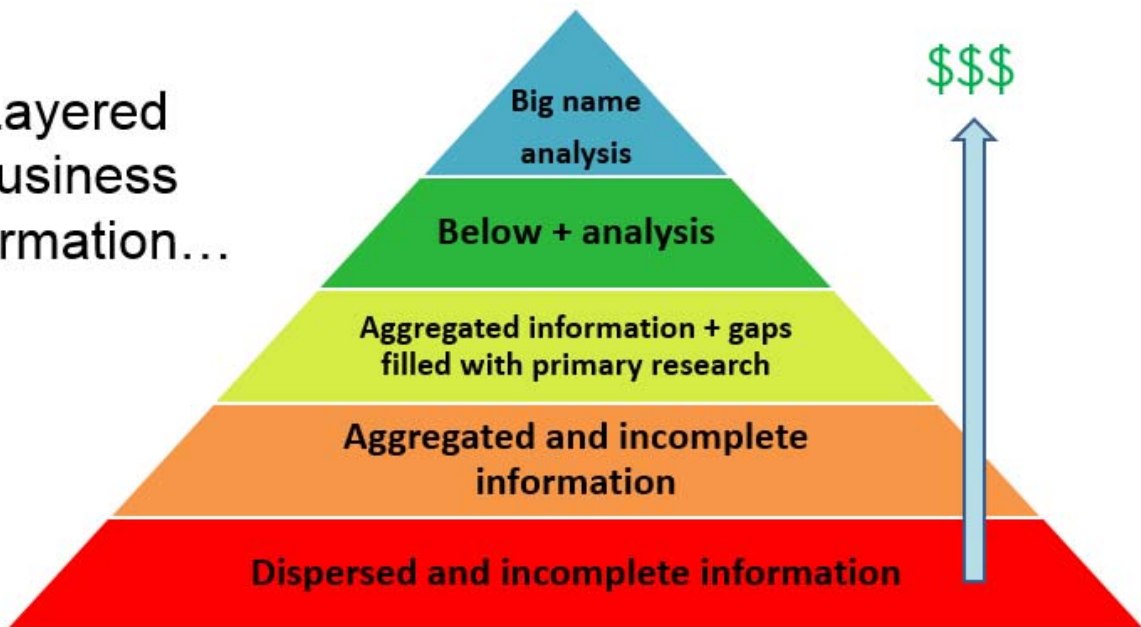 ayered
usiness
rmation…
$$$
Big name
analysis
Below + analysis
Aggregated information + gaps
filled with primary research
Aggregated and incomplete
information
Dispersed and incomplete information